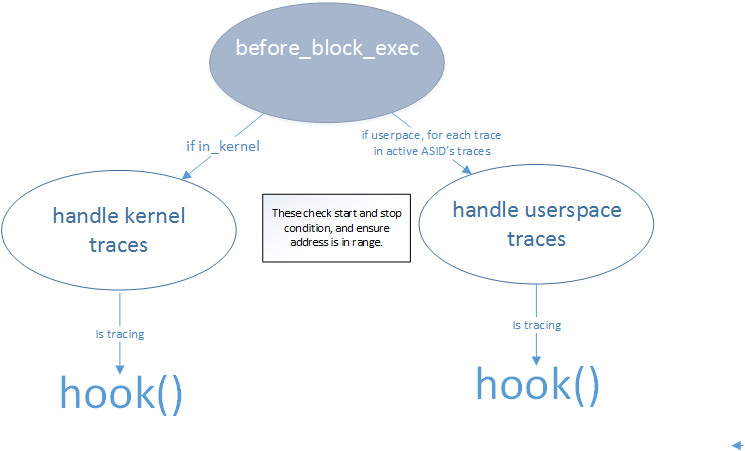 before_block_exec
if in_kernel
if userpace, for each trace
in active ASID's traces
handle kernel
traces
These check start and stop
condition, and ensure
address is in range.
handle userspace
traces
Is tracing
Is tracing
hook()
hook()